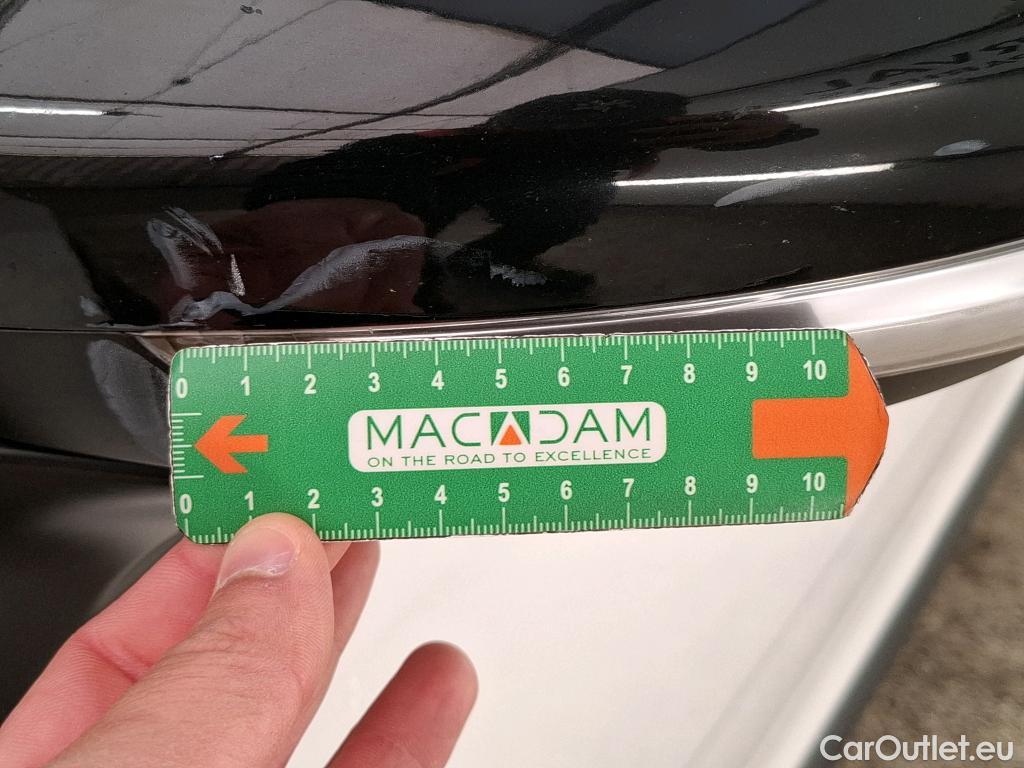 0 1 2 3 4 5 6 7 8 9 10
MACADAM
ON THE ROAD TO EXCELLENCE
0 1 2 3 4 5 6 7 8 9 10
CarOutlet.eu